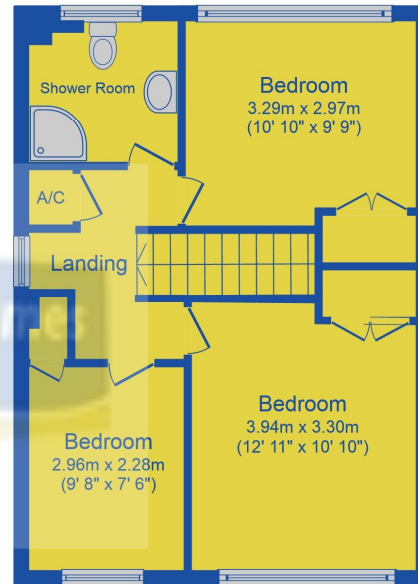 Shower Room
Bedroom
3.29m x 2.97m
(10' 10" x 9' 9")
A/C
Landing
mes
Bedroom
3.94m x 3.30m
(12' 11" x 10' 10")
Bedroom
2.96m x 2.28m
(9' 8" x 7' 6")